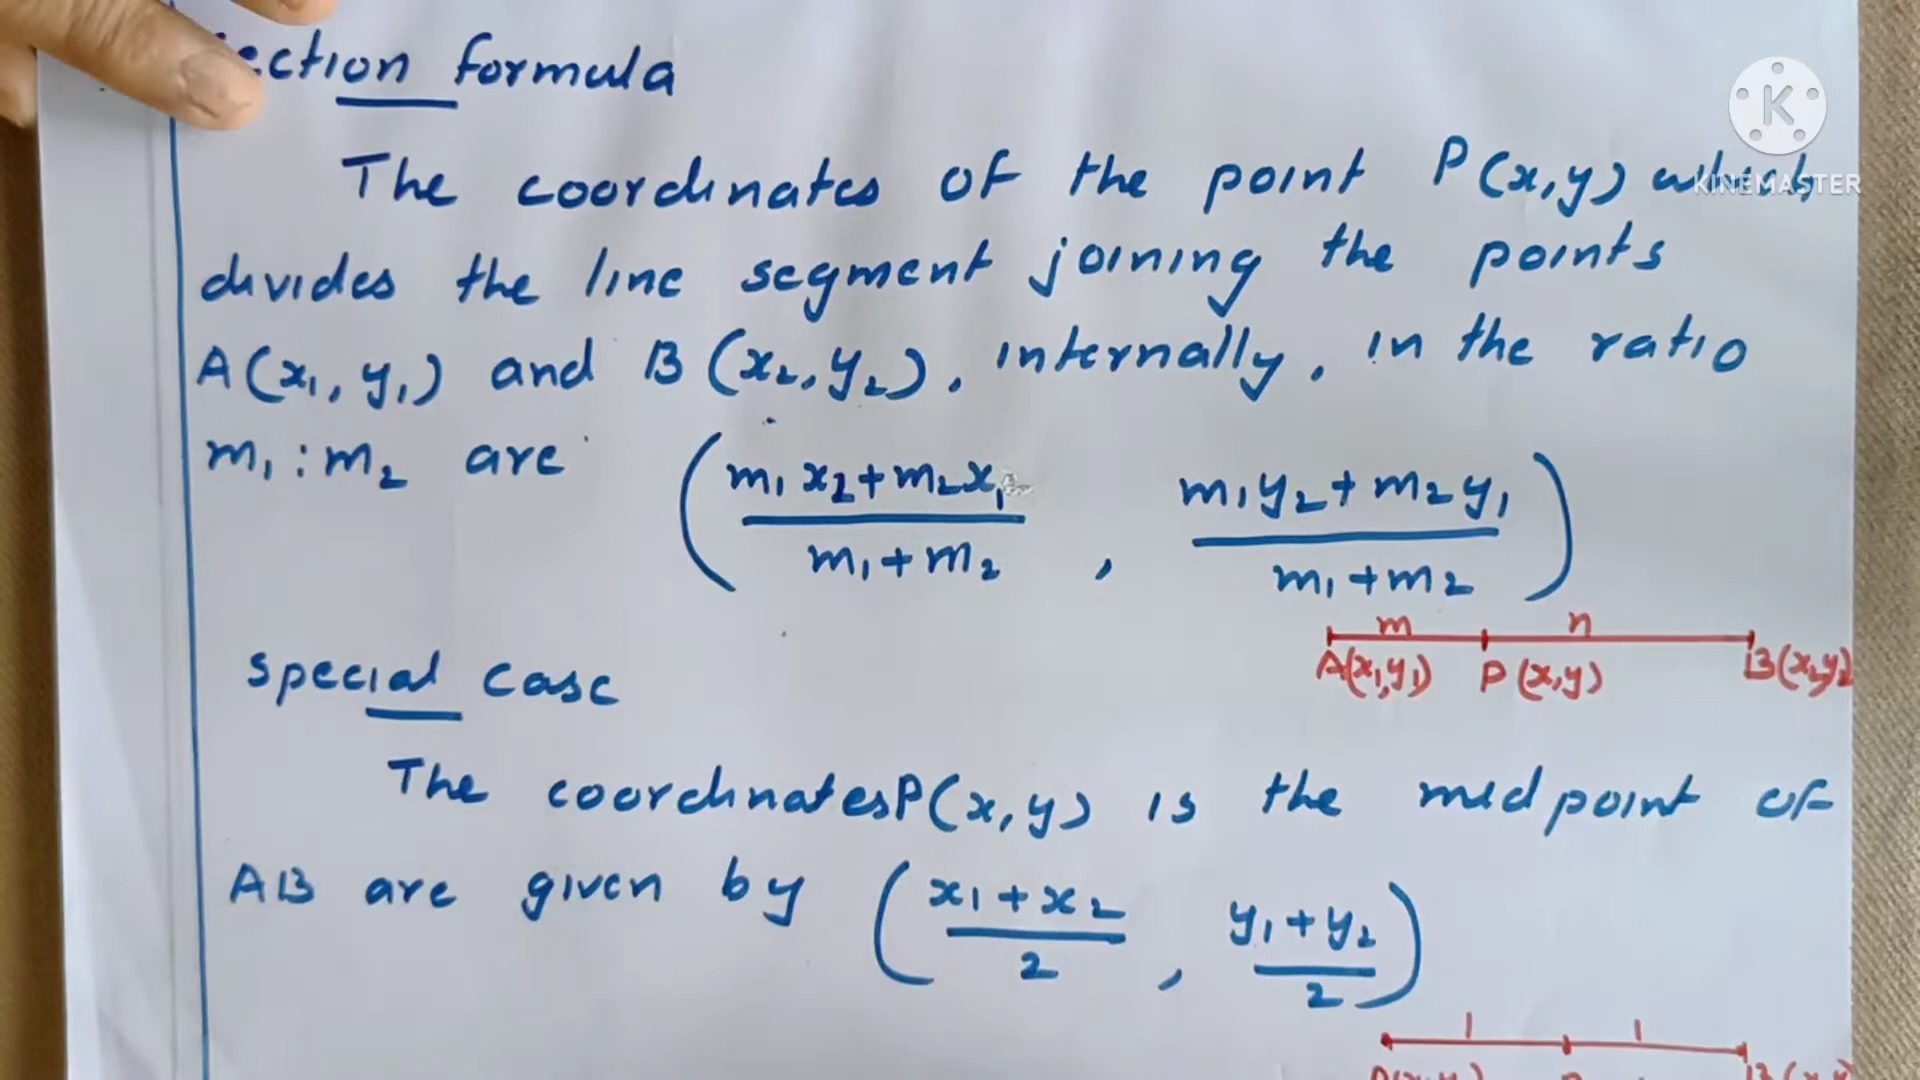 ection formula
The coordinates of the point P(x,y) which
KINEMASTER
divides the line segment joining the points
A(x₁, y₁) and B(x₂, y₂), internally, in the ratio
m₁ : m₂ are ( (m₁x₂+m₂x₁)/(m₁+m₂) , (m₁y₂+m₂y₁)/(m₁+m₂) )
m n
A(x₁,y₁) P(x,y) B(x₂,y₂)
special case
The coordinates P(x,y) is the midpoint of
AB are given by ( (x₁+x₂)/2 , (y₁+y₂)/2 )
1 1